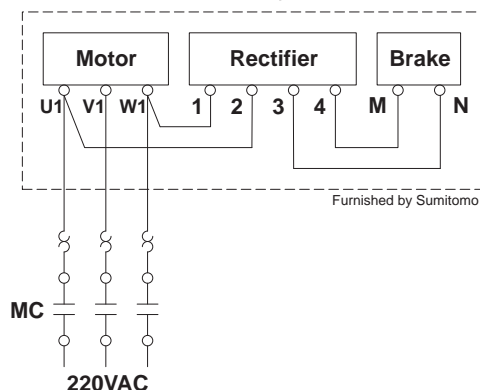 Motor Rectifier Brake
U1 V1 W1 1 2 3 4 M N
Furnished by Sumitomo
MC
220VAC